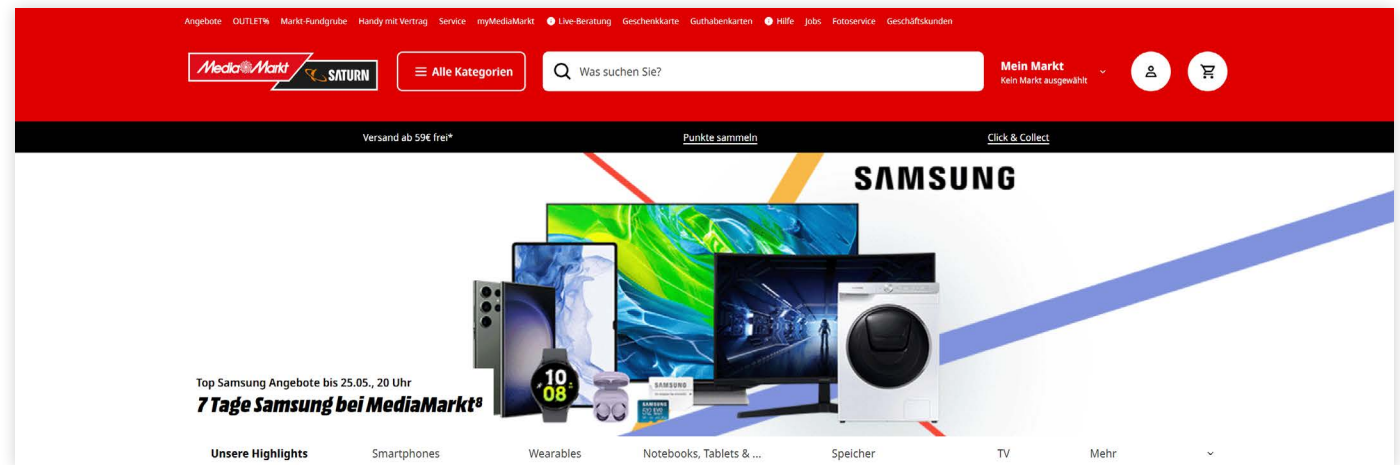 Angebote OUTLET% Markt-Fundgrube Handy mit Vertrag Service myMediaMarkt Live-Beratung Geschenkkarte Guthabenkarten Hilfe Jobs Fotoservice Geschäftskunden
MediaMarkt SATURN
Alle Kategorien
Was suchen Sie?
Mein Markt
Kein Markt ausgewählt
Versand ab 59€ frei* Punkte sammeln Click & Collect
SAMSUNG
10
08
SAMSUNG
SAMSUNG
Top Samsung Angebote bis 25.05., 20 Uhr
7 Tage Samsung bei MediaMarkt⁸
Unsere Highlights Smartphones Wearables Notebooks, Tablets & ... Speicher TV Mehr